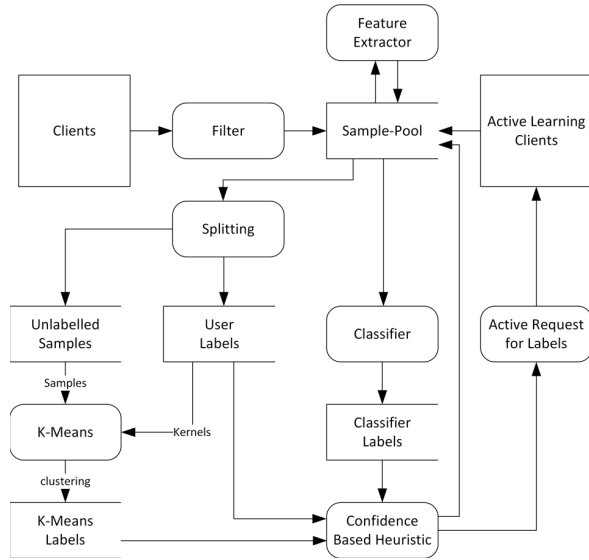 Feature
Extractor
Clients
Filter
Sample-Pool
Active Learning
Clients
Splitting
Unlabelled
Samples
User
Labels
Classifier
Active Request
for Labels
Samples
K-Means
Kernels
Classifier
Labels
clustering
K-Means
Labels
Confidence
Based Heuristic